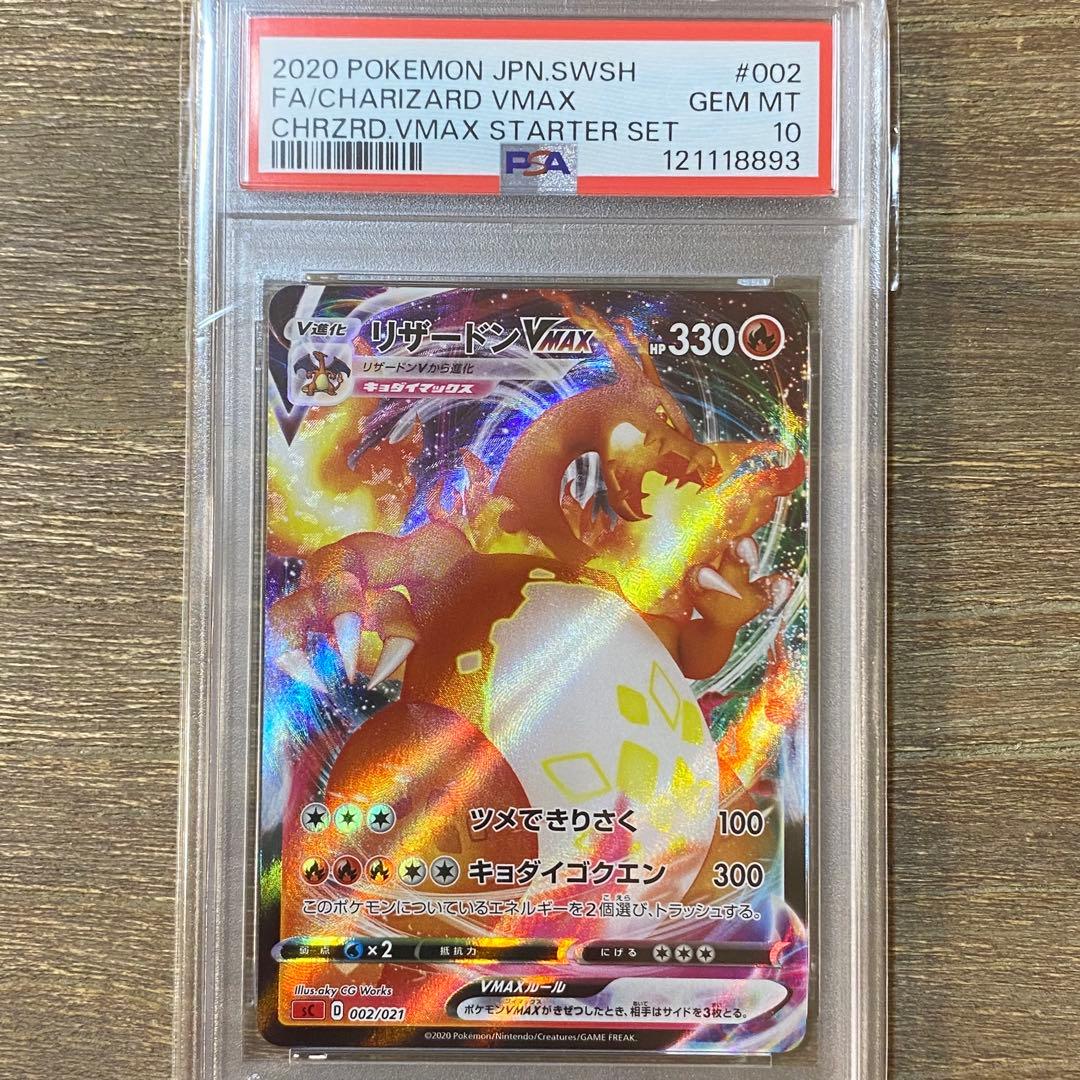 2020 POKEMON JPN.SWSH #002
FA/CHARIZARD VMAX GEM MT
CHRZRD.VMAX STARTER SET 10
PSA 121118893
V進化 リザードンVMAX HP330
リザードンVから進化
キョダイマックス
ツメできりさく 100
キョダイゴクエン 300
このポケモンについているエネルギーを2個選び、トラッシュする。
弱点 ×2 抵抗力 にげる
Illus.aky CG Works
VMAXルール
ポケモンVMAXがきぜつしたとき、相手はサイドを3枚とる。
sC D 002/021
©2020 Pokémon/Nintendo/Creatures/GAME FREAK.